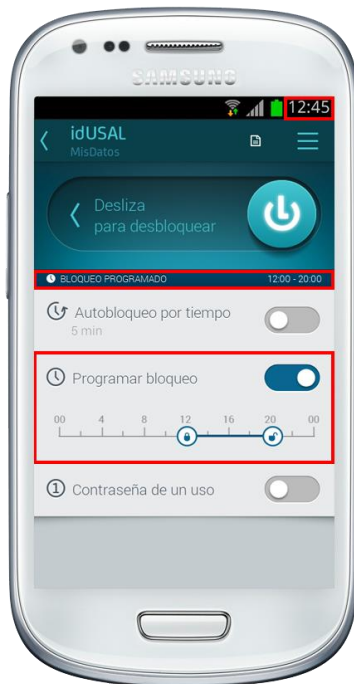 SAMSUNG
12:45
idUSAL
MisDatos
Desliza
para desbloquear
BLOQUEO PROGRAMADO 12:00 - 20:00
Autobloqueo por tiempo
5 min
Programar bloqueo
00 4 8 12 16 20 00
1 Contraseña de un uso